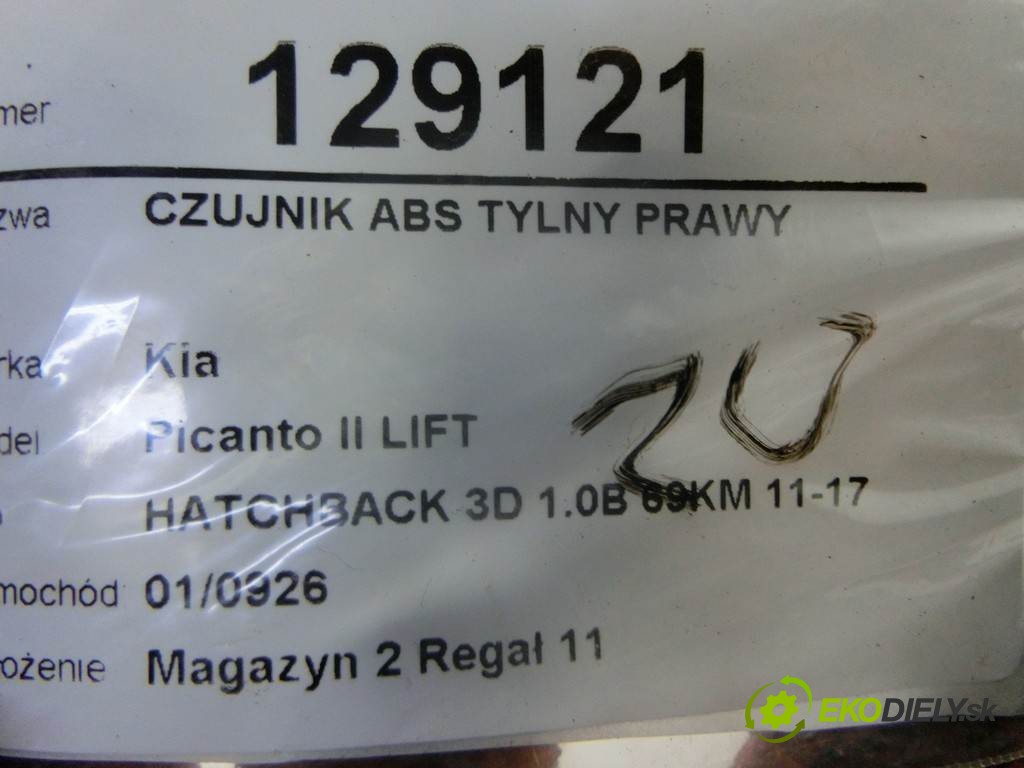 mer 129121
zwa CZUJNIK ABS TYLNY PRAWY
rka Kia
del Picanto II LIFT
HATCHBACK 3D 1.0B 69KM 11-17
mochód 01/0926
ożenie Magazyn 2 Regał 11
EKODIELY.sk